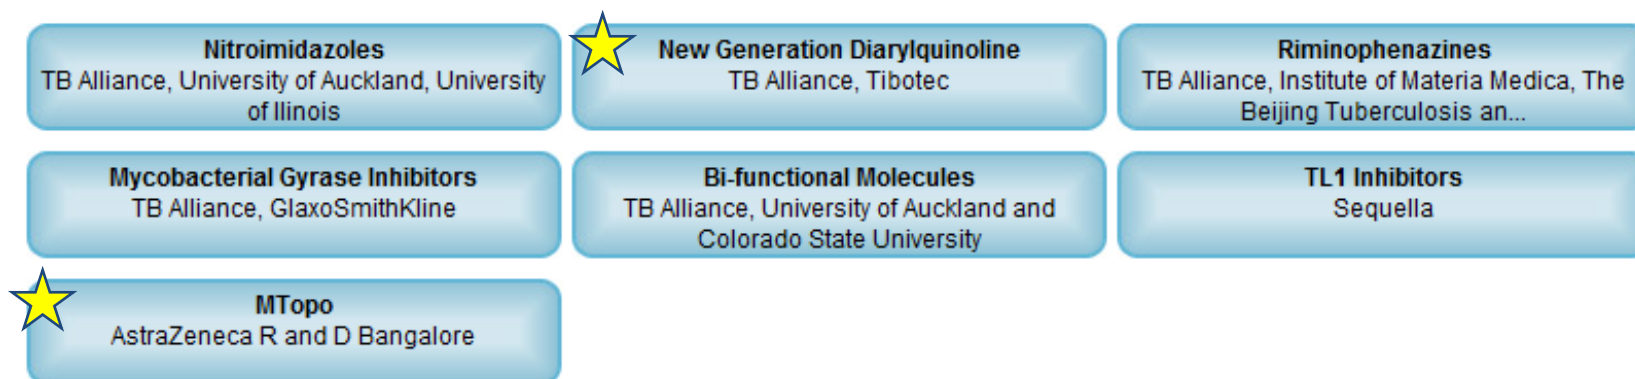 Nitroimidazoles
TB Alliance, University of Auckland, University
of Ilinois
New Generation Diarylquinoline
TB Alliance, Tibotec
Riminophenazines
TB Alliance, Institute of Materia Medica, The
Beijing Tuberculosis an...
Mycobacterial Gyrase Inhibitors
TB Alliance, GlaxoSmithKline
Bi-functional Molecules
TB Alliance, University of Auckland and
Colorado State University
TL1 Inhibitors
Sequella
MTopo
AstraZeneca R and D Bangalore